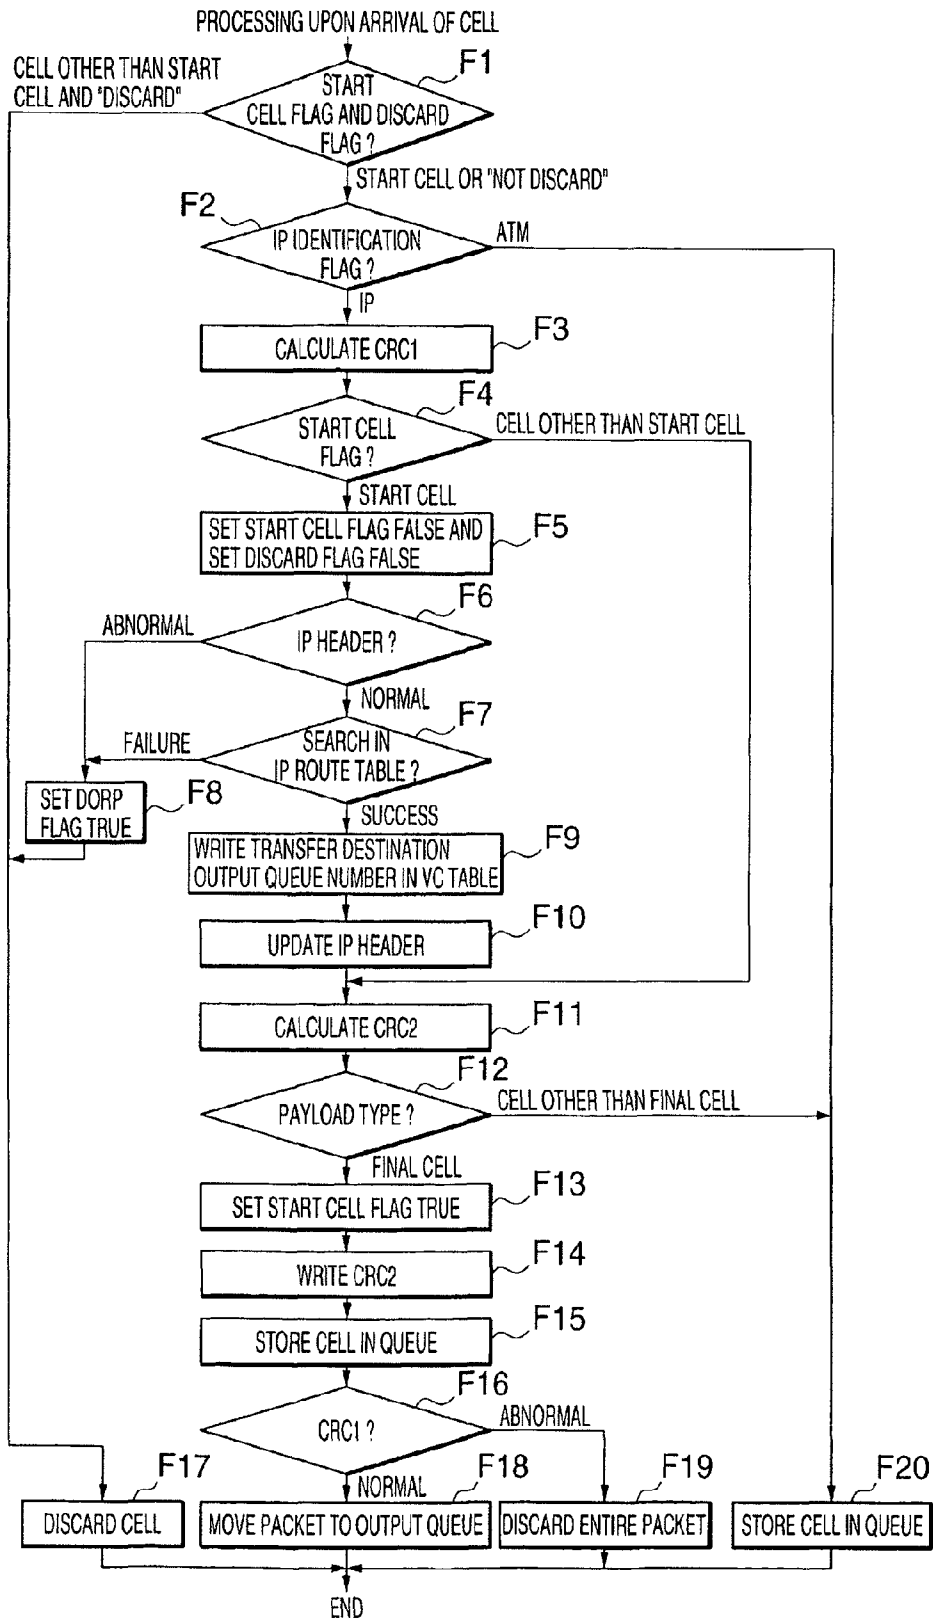 PROCESSING UPON ARRIVAL OF CELL
F1
CELL OTHER THAN START
CELL AND "DISCARD"
START
CELL FLAG AND DISCARD
FLAG ?
START CELL OR "NOT DISCARD"
F2
IP IDENTIFICATION
FLAG ?
ATM
IP
F3
CALCULATE CRC1
F4
START CELL
FLAG ?
CELL OTHER THAN START CELL
START CELL
F5
SET START CELL FLAG FALSE AND
SET DISCARD FLAG FALSE
F6
ABNORMAL
IP HEADER ?
NORMAL
F7
FAILURE
SEARCH IN
IP ROUTE TABLE ?
F8
SET DORP
FLAG TRUE
SUCCESS
F9
WRITE TRANSFER DESTINATION
OUTPUT QUEUE NUMBER IN VC TABLE
F10
UPDATE IP HEADER
F11
CALCULATE CRC2
F12
PAYLOAD TYPE ?
CELL OTHER THAN FINAL CELL
FINAL CELL
F13
SET START CELL FLAG TRUE
F14
WRITE CRC2
F15
STORE CELL IN QUEUE
F16
CRC1 ?
ABNORMAL
NORMAL
F17
DISCARD CELL
F18
MOVE PACKET TO OUTPUT QUEUE
F19
DISCARD ENTIRE PACKET
F20
STORE CELL IN QUEUE
END